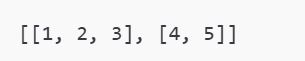 [[1, 2, 3], [4, 5]]